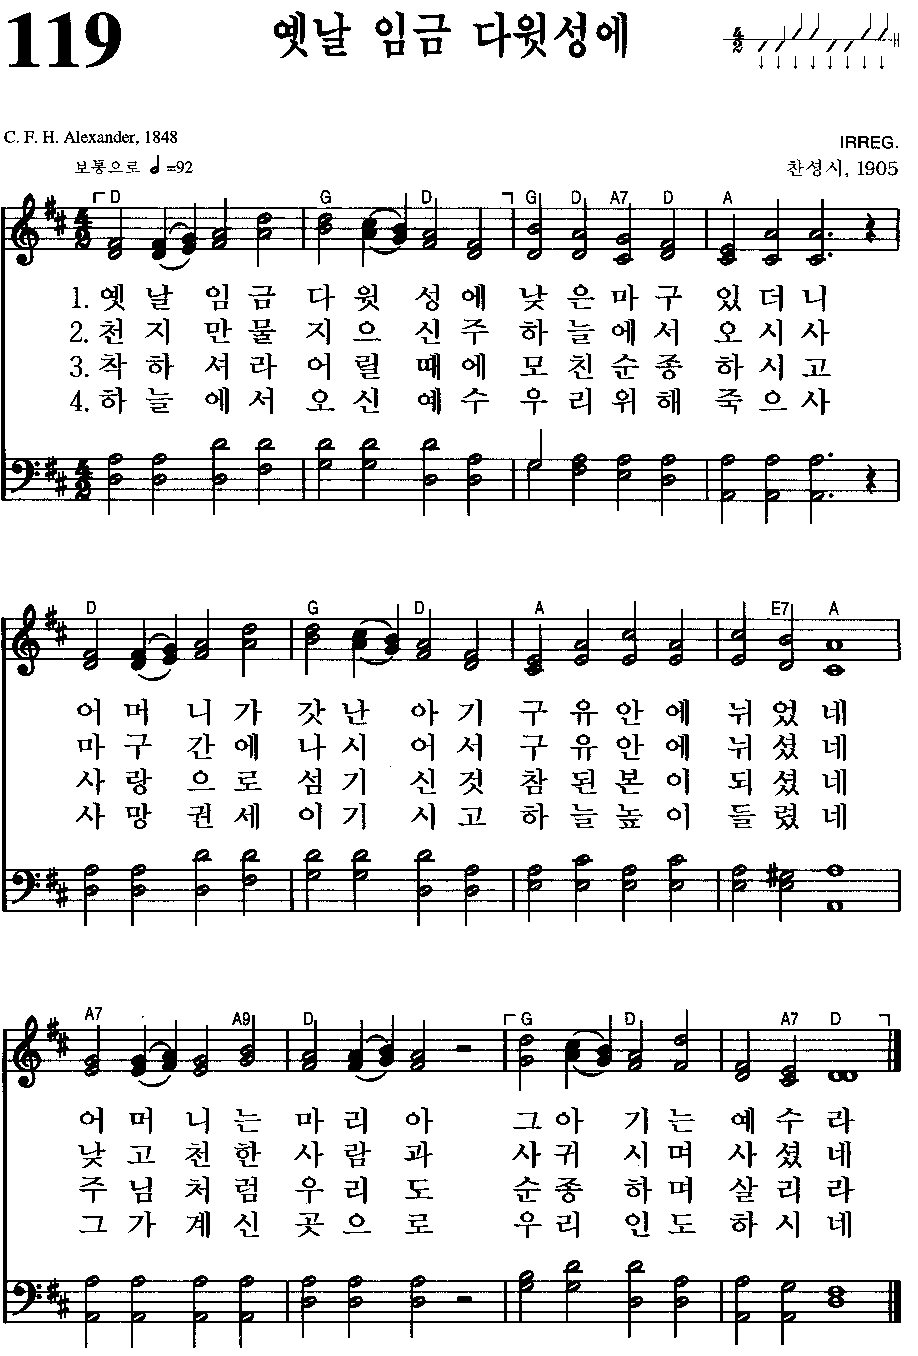 119 옛날 임금 다윗성에
C. F. H. Alexander, 1848
IRREG.
보통으로 =92
찬셩시, 1905
D G D G D A7 D A
1. 옛 날 임 금 다 윗 성 에 낮 은 마 구 있 더 니
2. 천 지 만 물 지 으 신 주 하 늘 에 서 오 시 사
3. 착 하 셔 라 어 릴 때 에 모 친 순 종 하 시 고
4. 하 늘 에 서 오 신 예 수 우 리 위 해 죽 으 사
D G D A E7 A
어 머 니 가 갓 난 아 기 구 유 안 에 뉘 었 네
마 구 간 에 나 시 어 서 구 유 안 에 뉘 셨 네
사 랑 으 로 섬 기 신 것 참 된 본 이 되 셨 네
사 망 권 세 이 기 시 고 하 늘 높 이 들 렸 네
A7 A9 D G D A7 D
어 머 니 는 마 리 아 그 아 기 는 예 수 라
낮 고 천 한 사 람 과 사 귀 시 며 사 셨 네
주 님 처 럼 우 리 도 순 종 하 며 살 리 라
그 가 계 신 곳 으 로 우 리 인 도 하 시 네